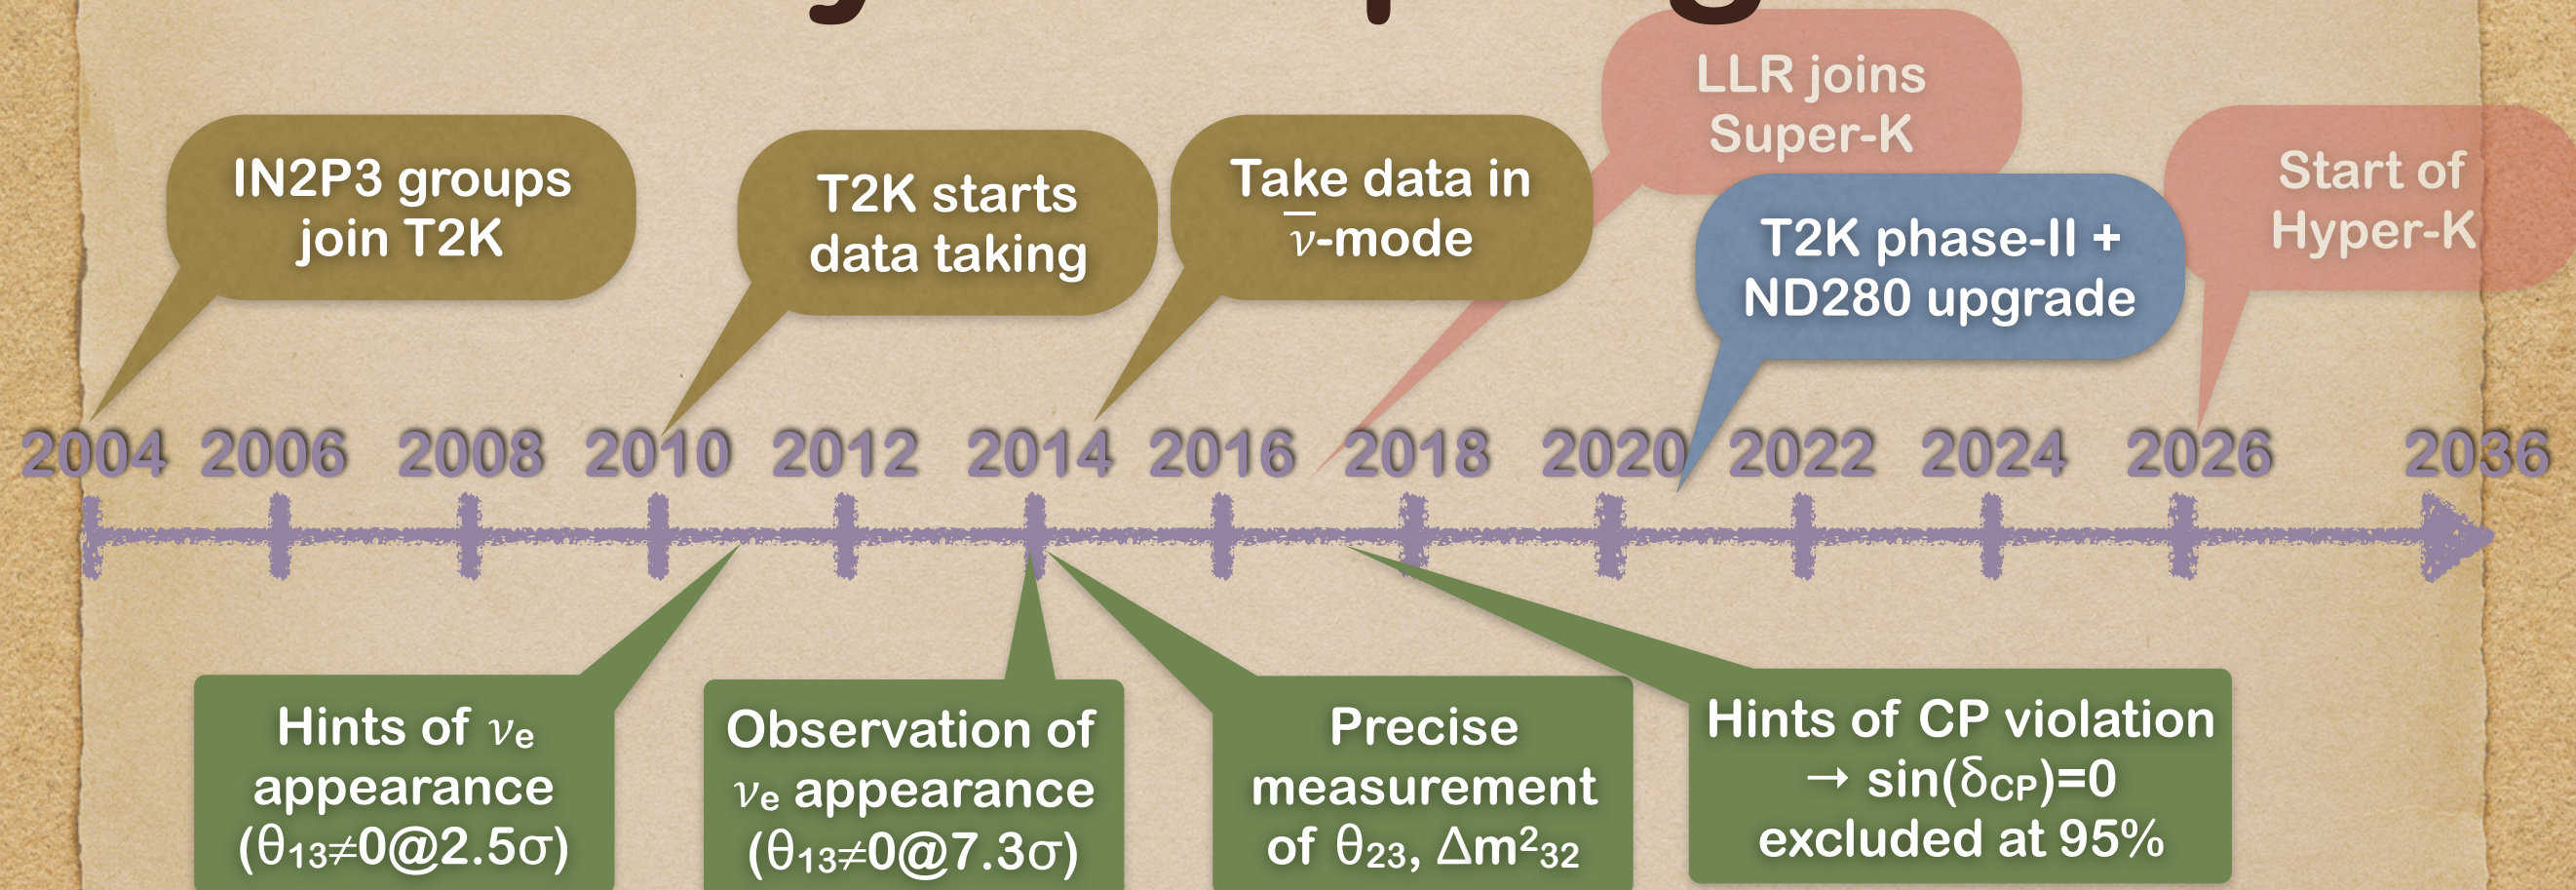 LLR joins
Super-K
IN2P3 groups
join T2K
T2K starts
data taking
Take data in
ν̅-mode
T2K phase-II +
ND280 upgrade
Start of
Hyper-K
2004 2006 2008 2010 2012 2014 2016 2018 2020 2022 2024 2026 2036
Hints of νe
appearance
(θ13≠0@2.5σ)
Observation of
νe appearance
(θ13≠0@7.3σ)
Precise
measurement
of θ23, Δm²32
Hints of CP violation
→ sin(δCP)=0
excluded at 95%